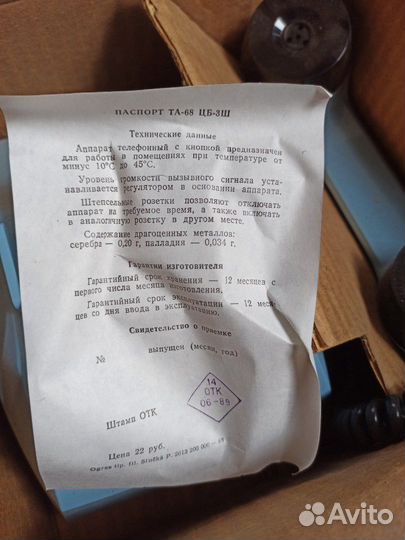 ПАСПОРТ ТА-68 ЦБ-3Ш
Технические данные
Аппарат телефонный с кнопкой предназначен
для работы в помещениях при температуре от
минус 10°С до 45°С.
Уровень громкости вызывного сигнала уста-
навливается регулятором в основании аппарата.
Штепсельные розетки позволяют отключать
аппарат на требуемое время, а также включать
в аналогичную розетку в другом месте.
Содержание драгоценных металлов:
серебра — 0,20 г, палладия — 0,034 г.
Гарантии изготовителя
Гарантийный срок хранения — 12 месяцев с
первого числа месяца изготовления.
Гарантийный срок эксплуатации — 12 меся-
цев со дня ввода в эксплуатацию.
Свидетельство о приемке
№ выпущен (месяц, год)
14
ОТК
06-89
Штамп ОТК
Цена 22 руб.
200 000
Avito